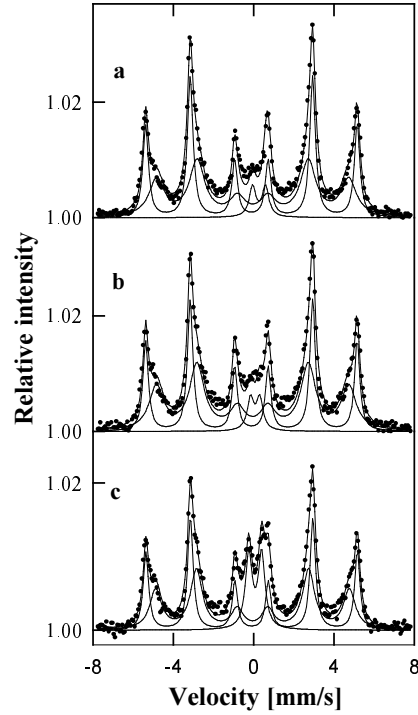 a
1.02
1.00
b
1.02
1.00
c
1.02
1.00
Relative intensity
-8 -4 0 4 8
Velocity [mm/s]